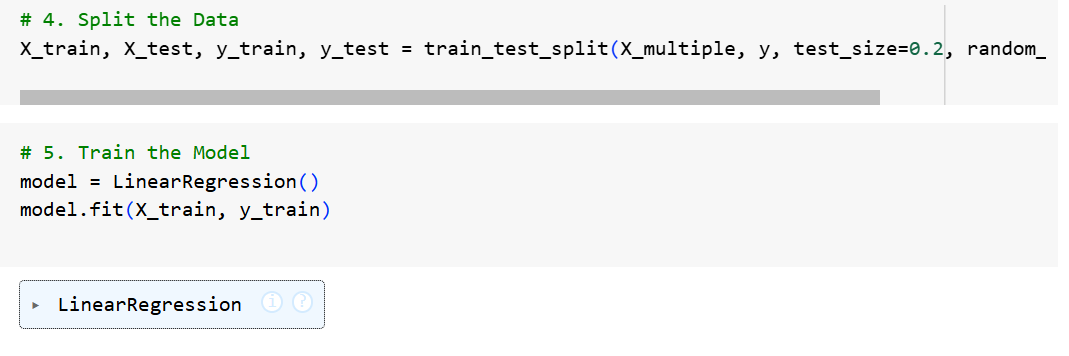 # 4. Split the Data
X_train, X_test, y_train, y_test = train_test_split(X_multiple, y, test_size=0.2, random_
# 5. Train the Model
model = LinearRegression()
model.fit(X_train, y_train)
▸ LinearRegression i ?